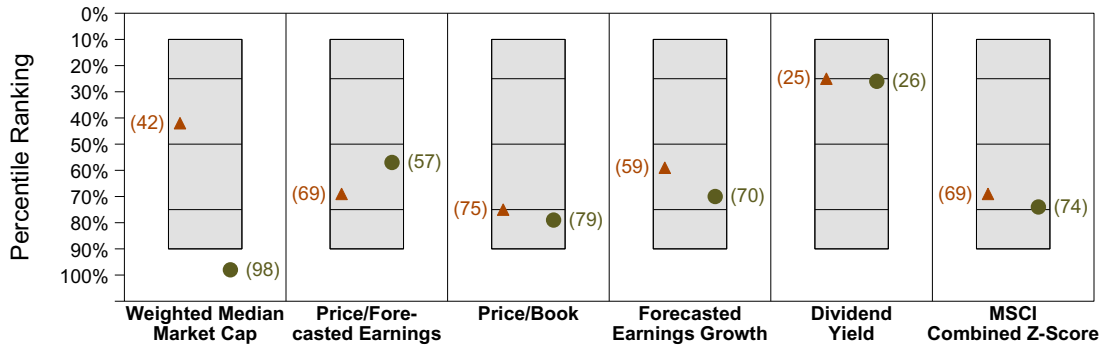 Percentile Ranking
0%
10%
20%
30%
40%
50%
60%
70%
80%
90%
100%
(42)
(98)
(69)
(57)
(75)
(79)
(59)
(70)
(25)
(26)
(69)
(74)
Weighted Median
Market Cap
Price/Fore-
casted Earnings
Price/Book
Forecasted
Earnings Growth
Dividend
Yield
MSCI
Combined Z-Score